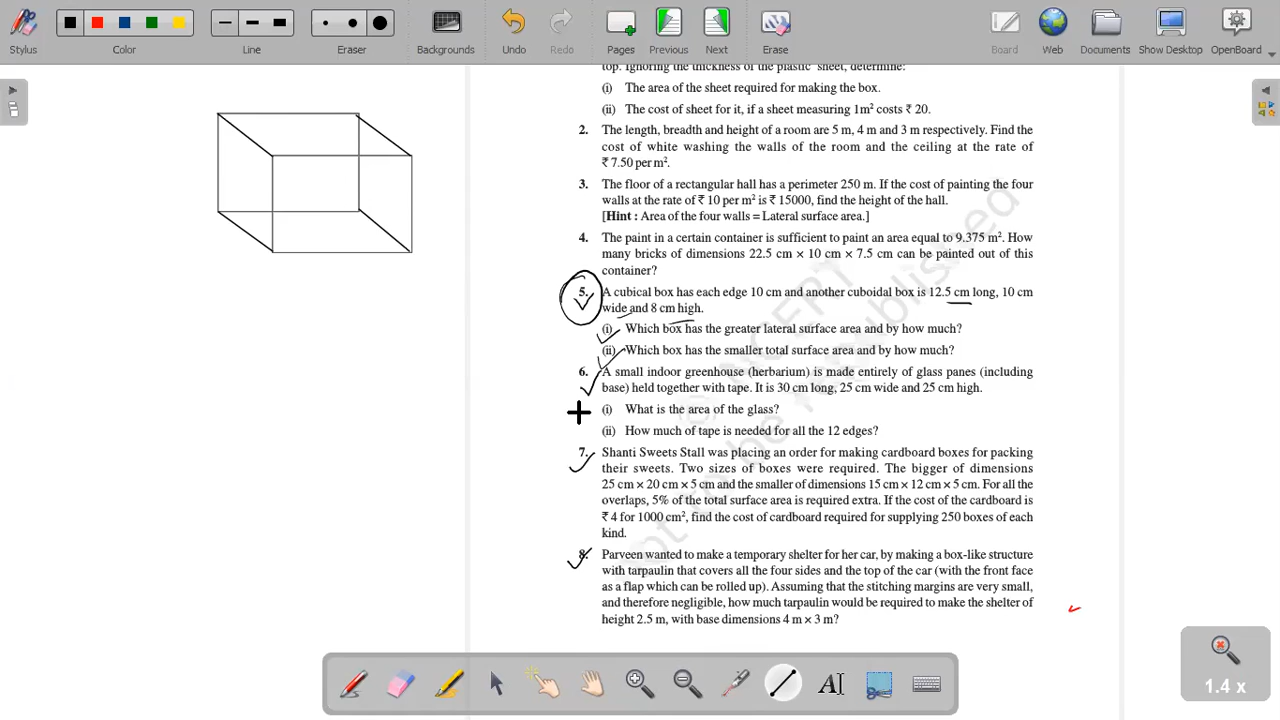 Stylus
Color
Line
Eraser
Backgrounds
Undo
Redo
Pages
Previous
Next
Erase
Board
Web
Documents
Show Desktop
OpenBoard
top. Ignoring the thickness of the plastic sheet, determine:
(i) The area of the sheet required for making the box.
(ii) The cost of sheet for it, if a sheet measuring 1m² costs ₹ 20.
2. The length, breadth and height of a room are 5 m, 4 m and 3 m respectively. Find the
cost of white washing the walls of the room and the ceiling at the rate of
₹ 7.50 per m².
3. The floor of a rectangular hall has a perimeter 250 m. If the cost of painting the four
walls at the rate of ₹ 10 per m² is ₹ 15000, find the height of the hall.
[Hint : Area of the four walls = Lateral surface area.]
4. The paint in a certain container is sufficient to paint an area equal to 9.375 m². How
many bricks of dimensions 22.5 cm × 10 cm × 7.5 cm can be painted out of this
container?
5. A cubical box has each edge 10 cm and another cuboidal box is 12.5 cm long, 10 cm
wide and 8 cm high.
(i) Which box has the greater lateral surface area and by how much?
(ii) Which box has the smaller total surface area and by how much?
6. A small indoor greenhouse (herbarium) is made entirely of glass panes (including
base) held together with tape. It is 30 cm long, 25 cm wide and 25 cm high.
(i) What is the area of the glass?
(ii) How much of tape is needed for all the 12 edges?
7. Shanti Sweets Stall was placing an order for making cardboard boxes for packing
their sweets. Two sizes of boxes were required. The bigger of dimensions
25 cm × 20 cm × 5 cm and the smaller of dimensions 15 cm × 12 cm × 5 cm. For all the
overlaps, 5% of the total surface area is required extra. If the cost of the cardboard is
₹ 4 for 1000 cm², find the cost of cardboard required for supplying 250 boxes of each
kind.
8. Parveen wanted to make a temporary shelter for her car, by making a box-like structure
with tarpaulin that covers all the four sides and the top of the car (with the front face
as a flap which can be rolled up). Assuming that the stitching margins are very small,
and therefore negligible, how much tarpaulin would be required to make the shelter of
height 2.5 m, with base dimensions 4 m × 3 m?
© NCERT
not to be republished
1.4 x